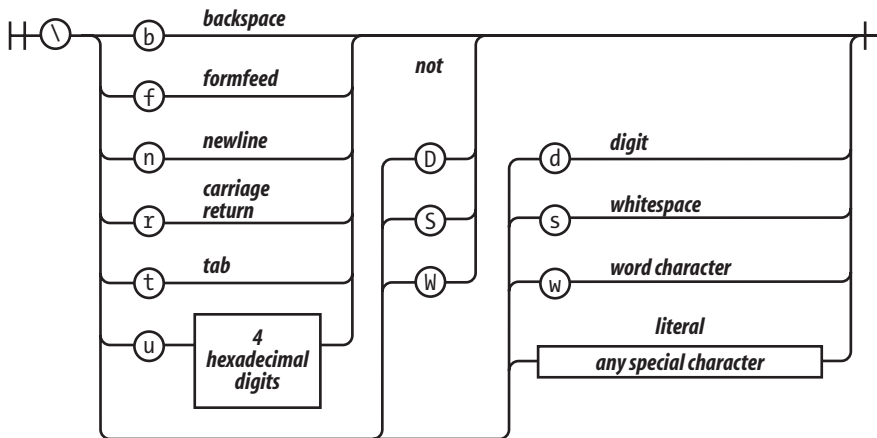 \
b backspace
f formfeed
n newline
r carriage
return
t tab
u 4
hexadecimal
digits
not
D
S
W
d digit
s whitespace
w word character
literal
any special character